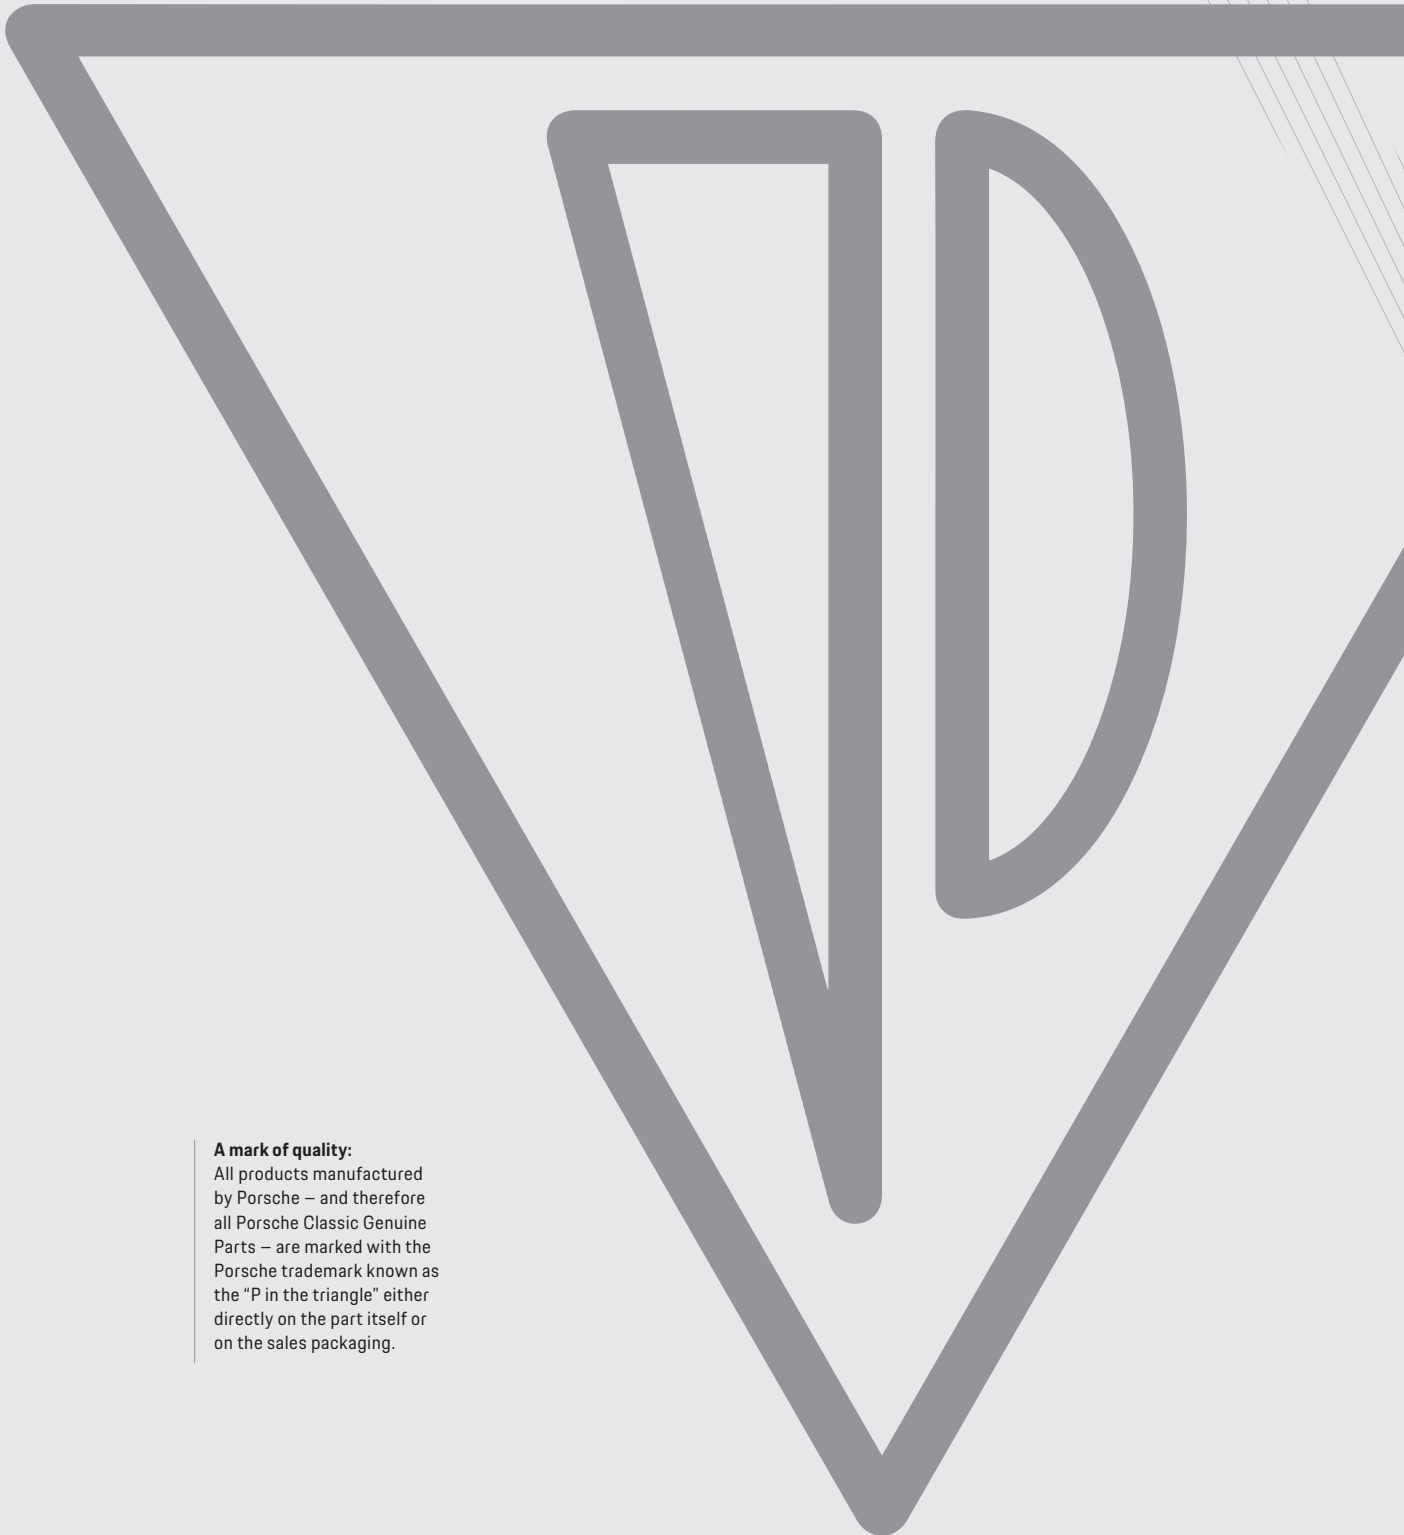 A mark of quality:
All products manufactured
by Porsche – and therefore
all Porsche Classic Genuine
Parts – are marked with the
Porsche trademark known as
the “P in the triangle” either
directly on the part itself or
on the sales packaging.